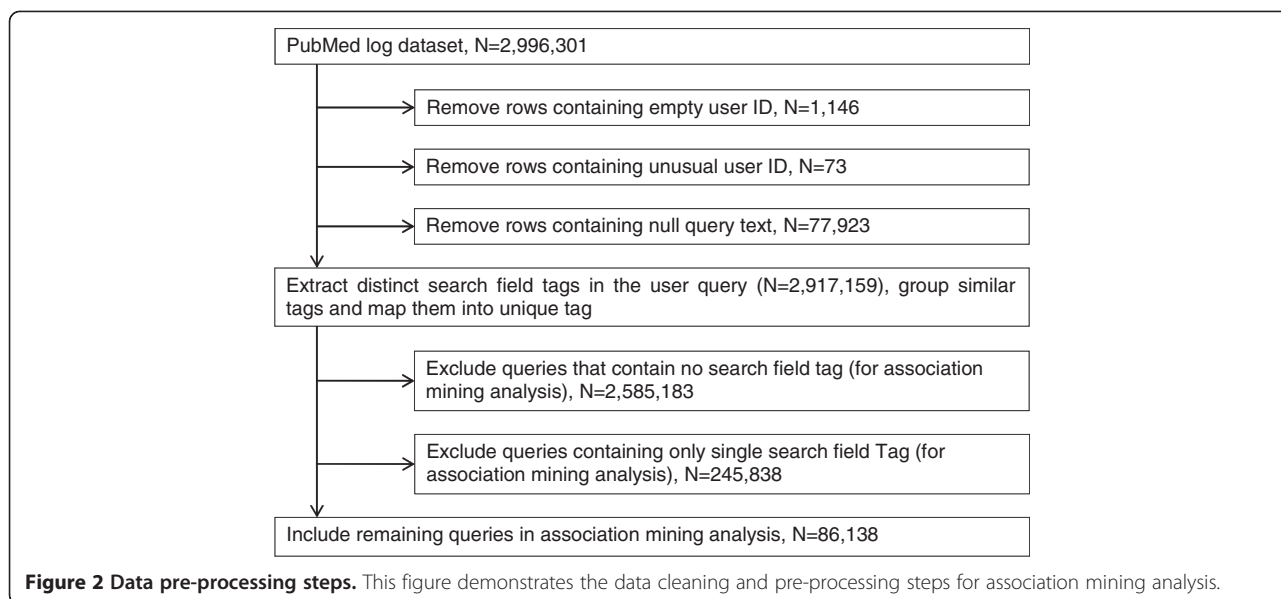 PubMed log dataset, N=2,996,301
Remove rows containing empty user ID, N=1,146
Remove rows containing unusual user ID, N=73
Remove rows containing null query text, N=77,923
Extract distinct search field tags in the user query (N=2,917,159), group similar
tags and map them into unique tag
Exclude queries that contain no search field tag (for association
mining analysis), N=2,585,183
Exclude queries containing only single search field Tag (for
association mining analysis), N=245,838
Include remaining queries in association mining analysis, N=86,138
Figure 2 Data pre-processing steps. This figure demonstrates the data cleaning and pre-processing steps for association mining analysis.